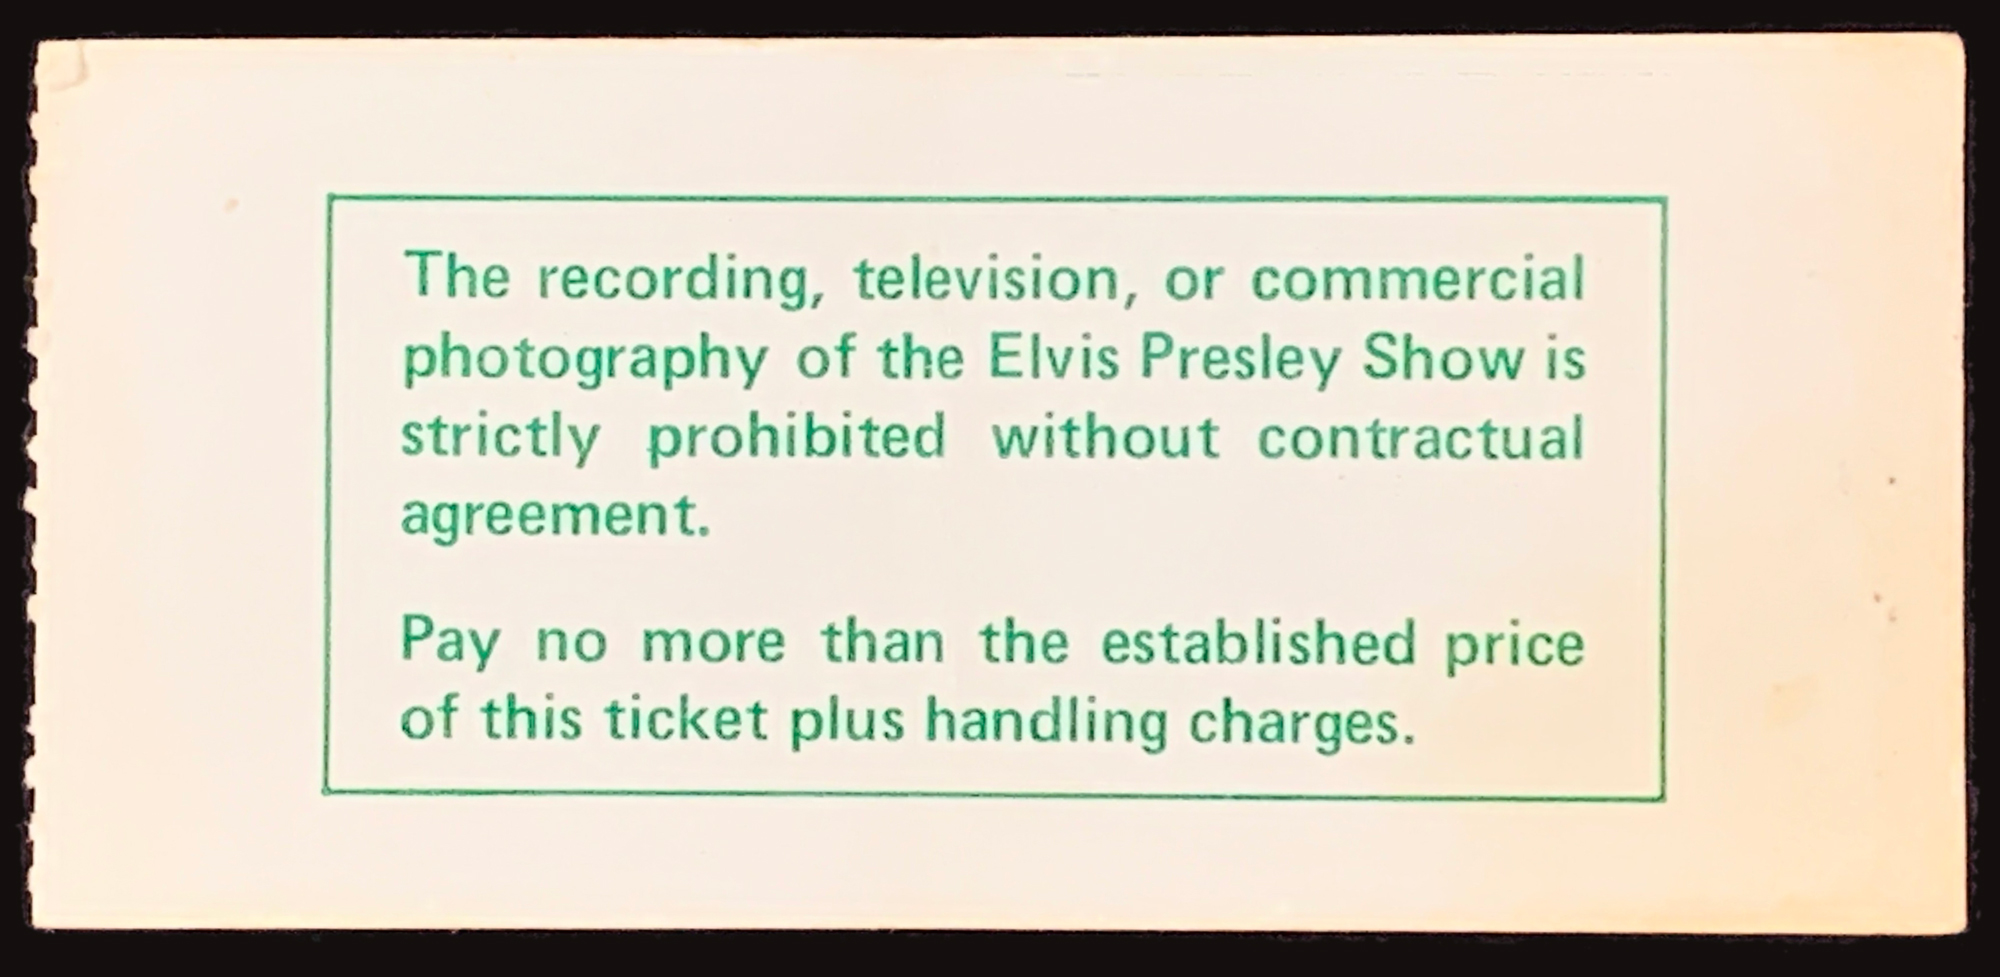 The recording, television, or commercial
photography of the Elvis Presley Show is
strictly prohibited without contractual
agreement.
Pay no more than the established price
of this ticket plus handling charges.